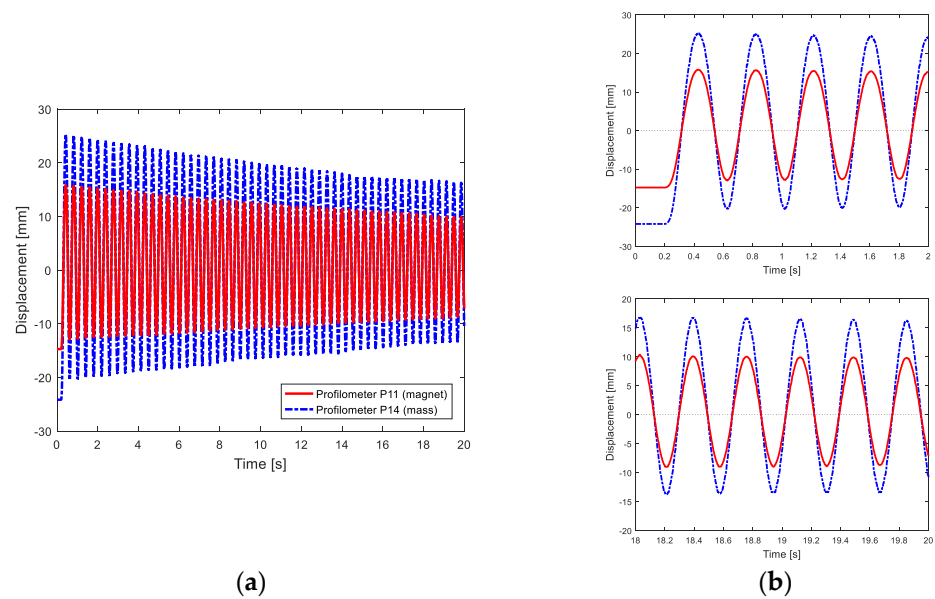 30
20
10
0
-10
-20
-30
Displacement [mm]
0 2 4 6 8 10 12 14 16 18 20
Time [s]
Profilometer P11 (magnet)
Profilometer P14 (mass)
(a)
30
20
10
0
-10
-20
-30
Displacement [mm]
0 0.2 0.4 0.6 0.8 1 1.2 1.4 1.6 1.8 2
Time [s]
20
15
10
5
0
-5
-10
-15
-20
Displacement [mm]
18 18.2 18.4 18.6 18.8 19 19.2 19.4 19.6 19.8 20
Time [s]
(b)